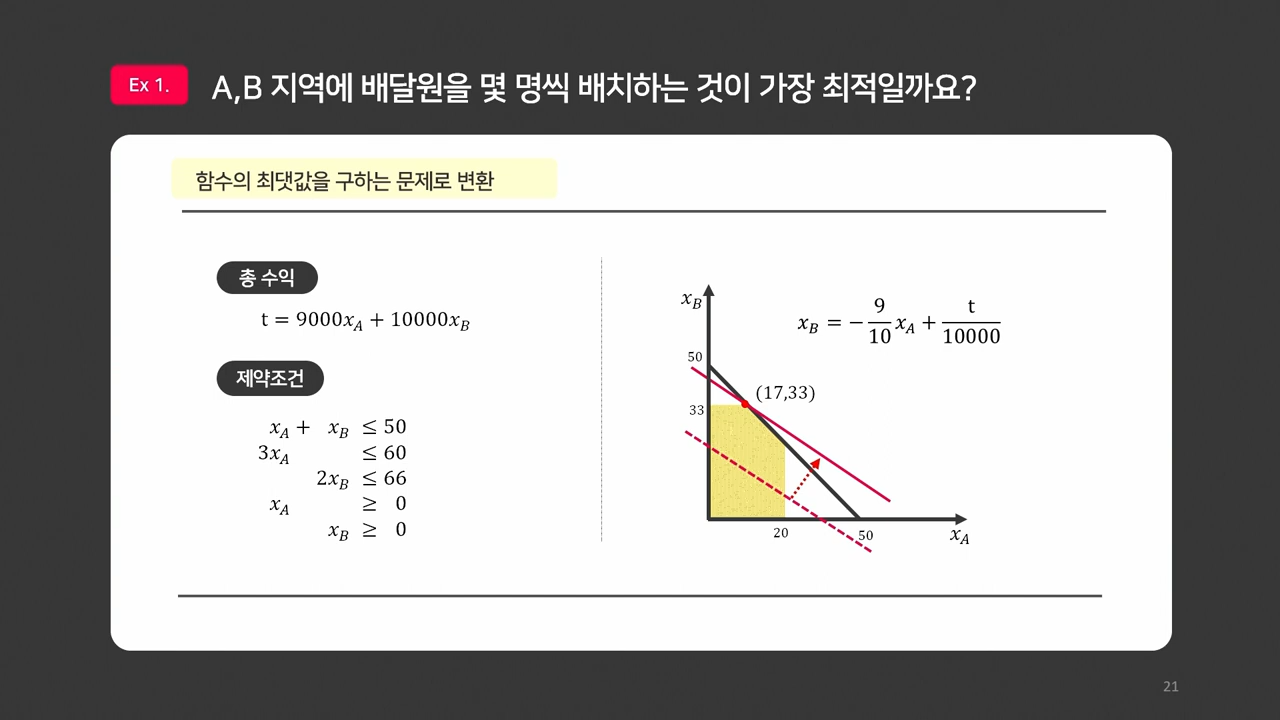 Ex 1.
A,B 지역에 배달원을 몇 명씩 배치하는 것이 가장 최적일까요?
함수의 최댓값을 구하는 문제로 변환
총 수익
t = 9000x_A + 10000x_B
제약조건
x_A + x_B ≤ 50
3x_A ≤ 60
2x_B ≤ 66
x_A ≥ 0
x_B ≥ 0
x_B
x_B = −9/10 x_A + t/10000
50
(17,33)
33
20
50
x_A
21